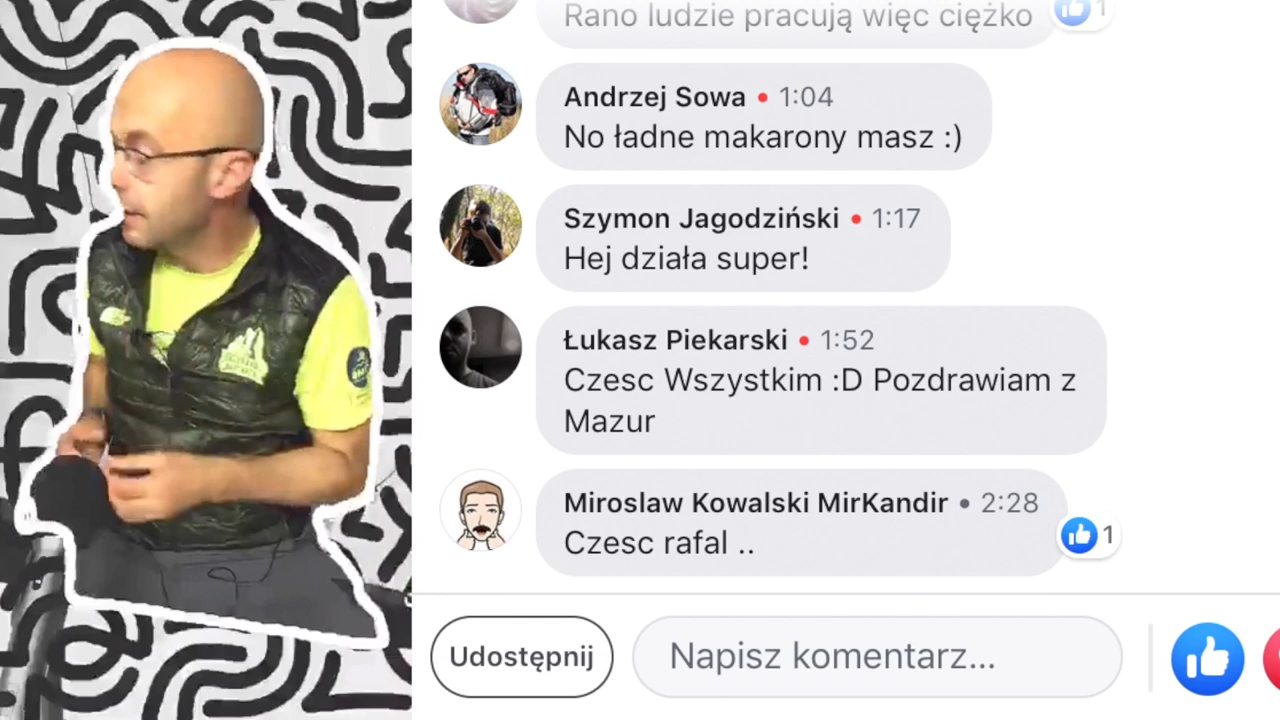 Rano ludzie pracują więc ciężko
1
Andrzej Sowa • 1:04
No ładne makarony masz :)
Szymon Jagodziński • 1:17
Hej działa super!
Łukasz Piekarski • 1:52
Czesc Wszystkim :D Pozdrawiam z
Mazur
Miroslaw Kowalski MirKandir • 2:28
Czesc rafal ..
1
Udostępnij
Napisz komentarz...